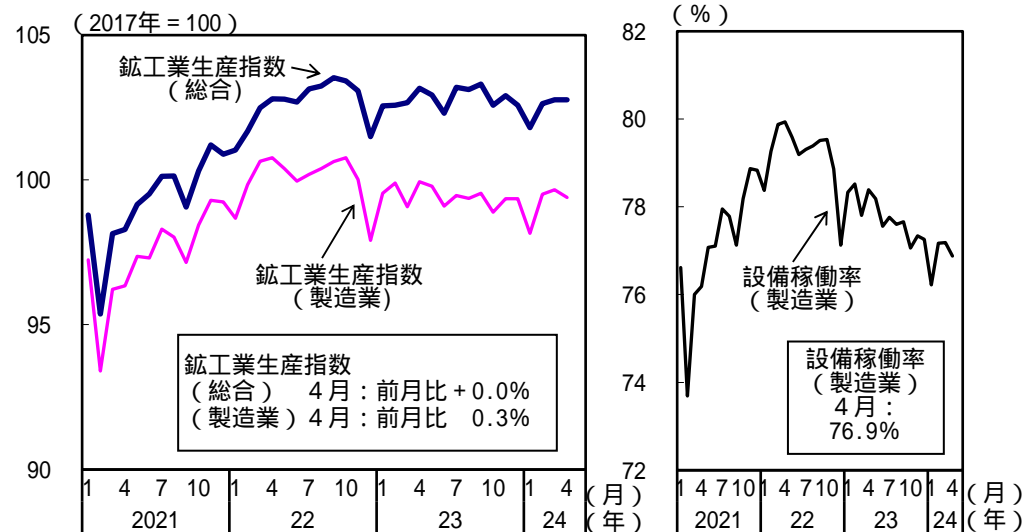 （2017年＝100）
105
100
95
90
鉱工業生産指数
（総合）
鉱工業生産指数
（製造業）
鉱工業生産指数
（総合）　4月：前月比＋0.0%
（製造業）4月：前月比　0.3%
1 4 7 10 1 4 7 10 1 4 7 10 1 4 （月）
2021 22 23 24 （年）
（％）
82
80
78
76
74
72
設備稼働率
（製造業）
設備稼働率
（製造業）
4月：
76.9%
1 4 7 10 1 4 7 10 1 4 7 10 1 4 （月）
2021 22 23 24 （年）